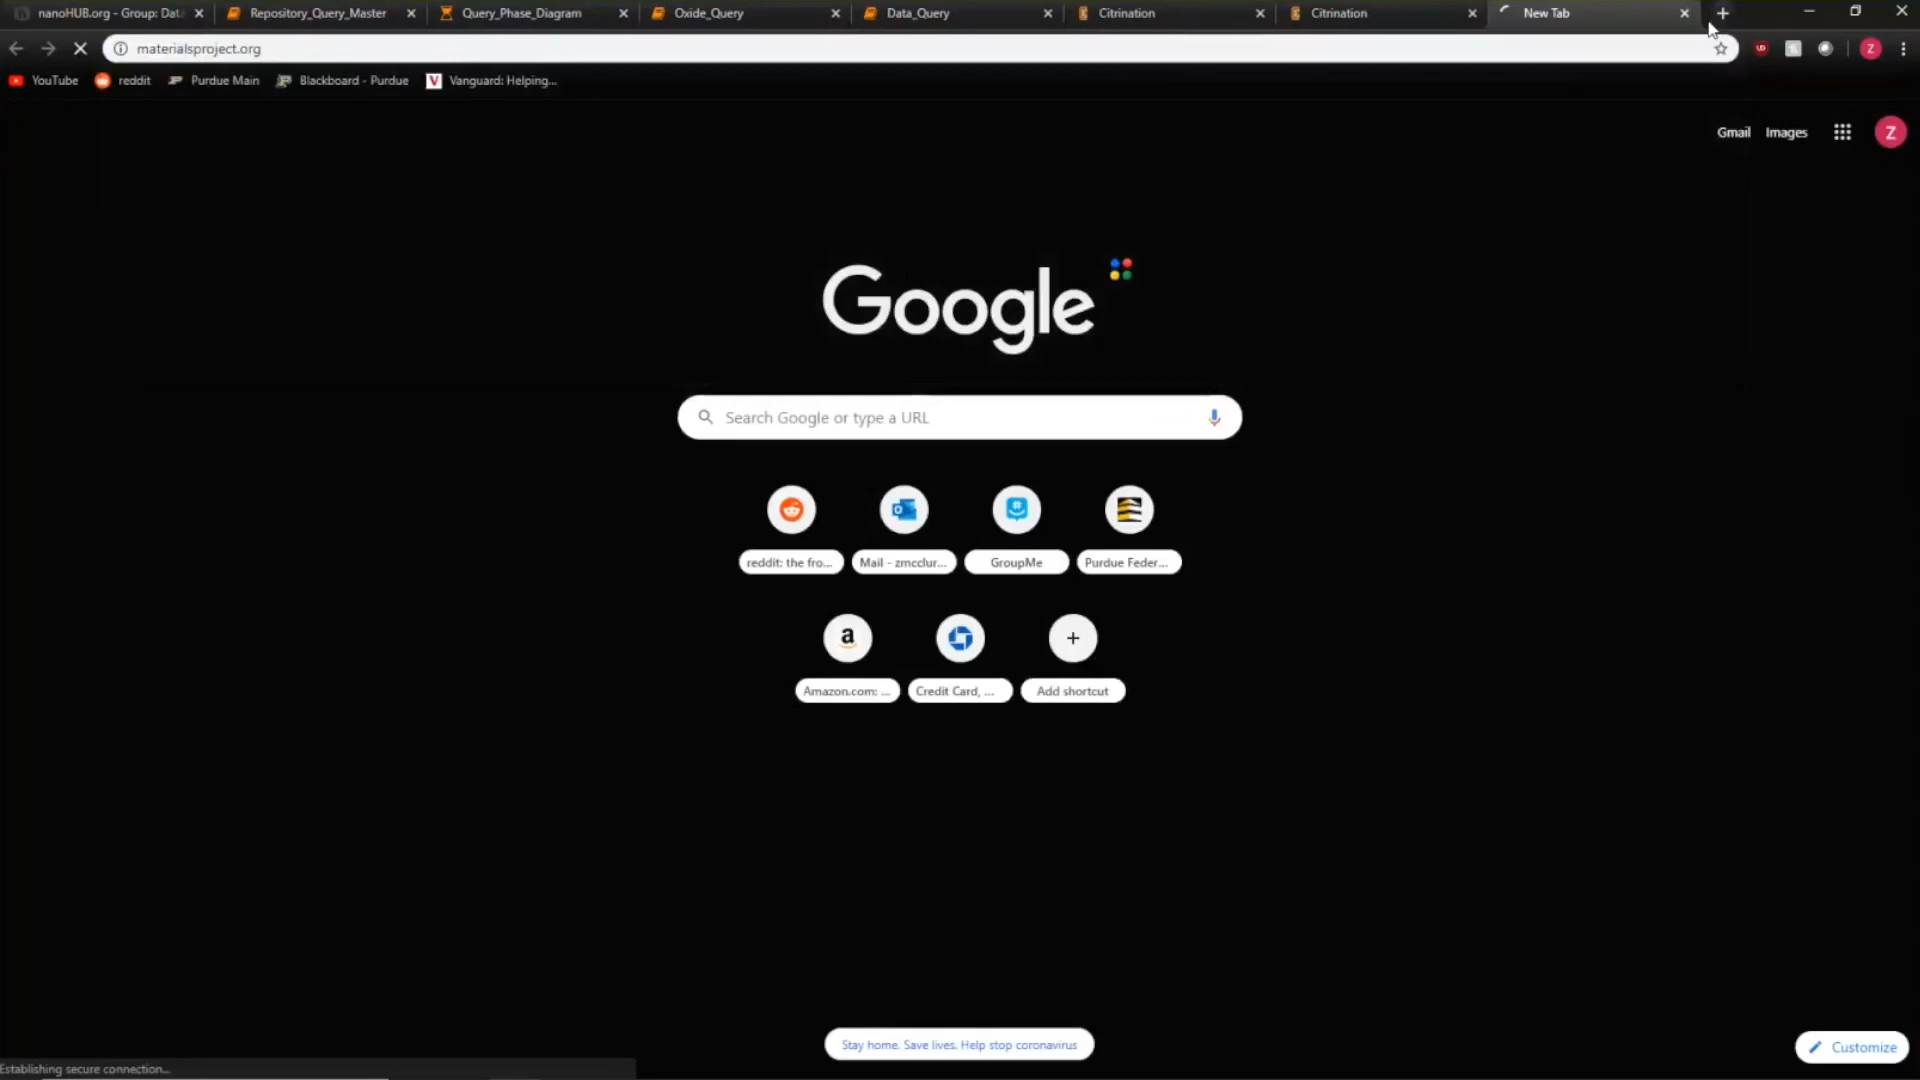 nanoHUB.org - Group: Data
Repository_Query_Master
Query_Phase_Diagram
Oxide_Query
Data_Query
Citrination
Citrination
New Tab
materialsproject.org
Z
YouTube
reddit
Purdue Main
Blackboard - Purdue
V
Vanguard: Helping...
Gmail
Images
Z
Google
Search Google or type a URL
reddit: the fro...
Mail - zmcclur...
GroupMe
Purdue Feder...
a
Amazon.com: ...
Credit Card, ...
Add shortcut
Stay home. Save lives. Help stop coronavirus
Customize
Establishing secure connection...